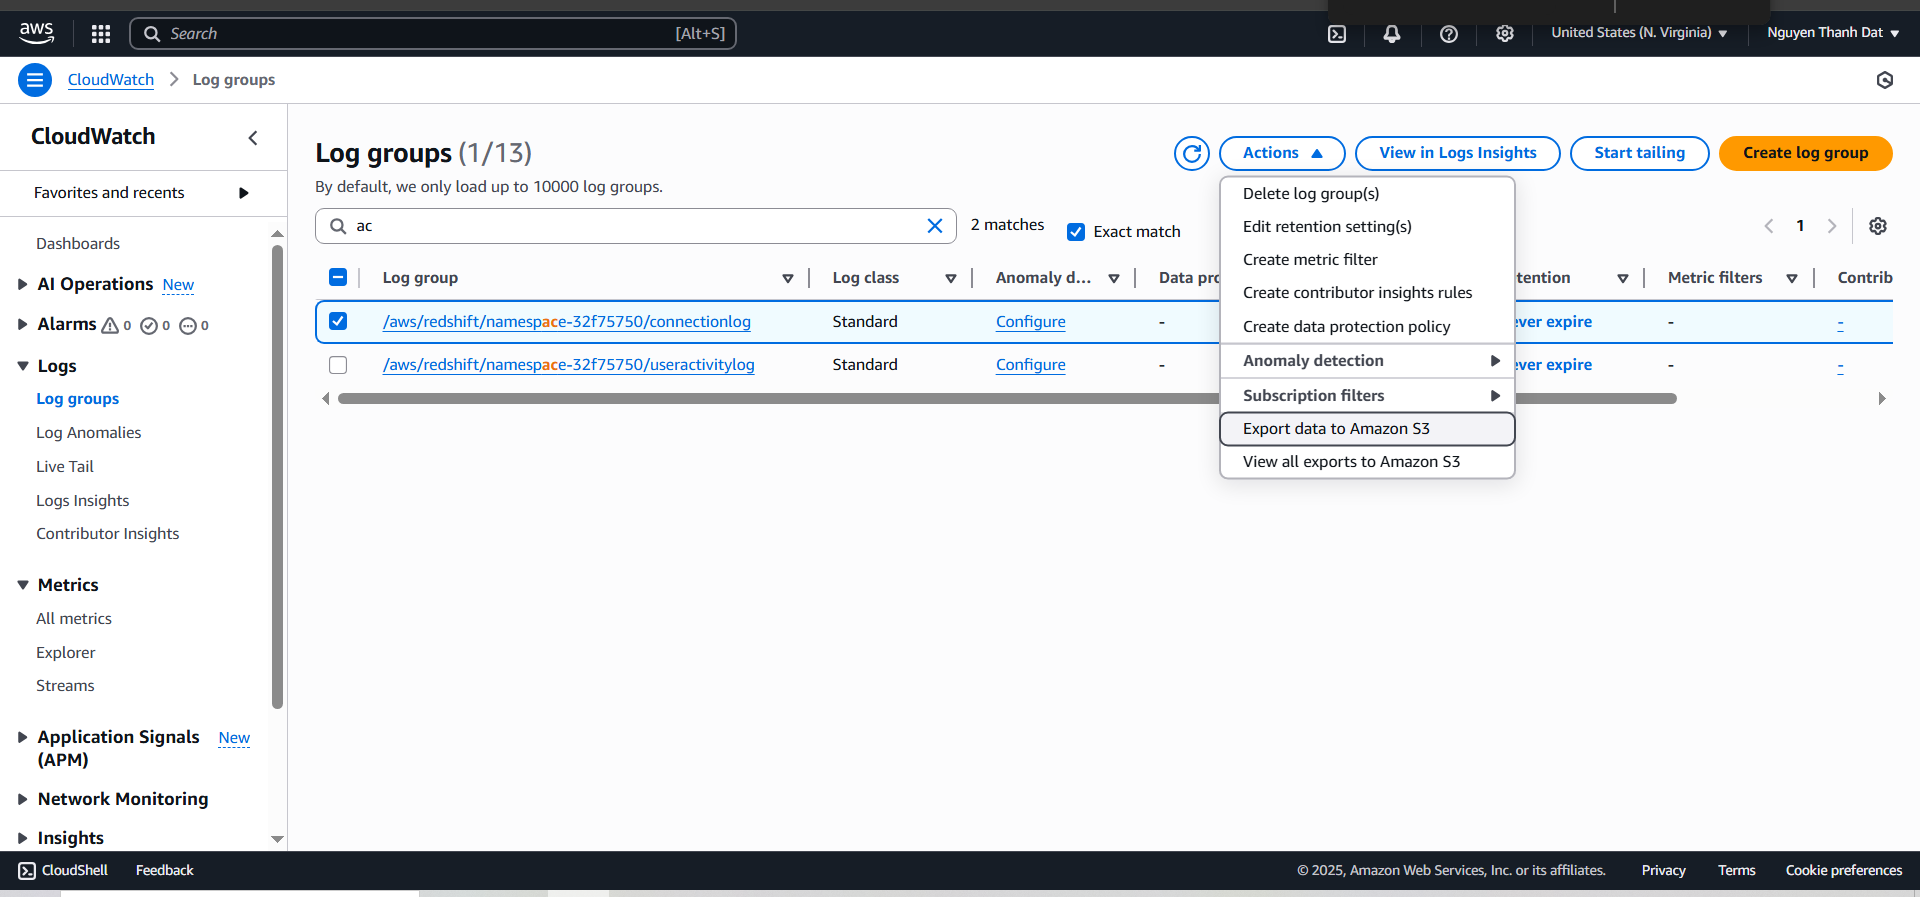 aws
Search
[Alt+S]
United States (N. Virginia)
Nguyen Thanh Dat
CloudWatch
Log groups
CloudWatch
Favorites and recents
Dashboards
AI Operations New
Alarms 0 0 0
Logs
Log groups
Log Anomalies
Live Tail
Logs Insights
Contributor Insights
Metrics
All metrics
Explorer
Streams
Application Signals (APM) New
Network Monitoring
Insights
Log groups (1/13)
By default, we only load up to 10000 log groups.
Actions
View in Logs Insights
Start tailing
Create log group
ac
2 matches
Exact match
1
Log group
Log class
Anomaly d...
Data pro
tention
Metric filters
Contrib
/aws/redshift/namespace-32f75750/connectionlog Standard Configure - ever expire - -
/aws/redshift/namespace-32f75750/useractivitylog Standard Configure - ever expire - -
Delete log group(s)
Edit retention setting(s)
Create metric filter
Create contributor insights rules
Create data protection policy
Anomaly detection
Subscription filters
Export data to Amazon S3
View all exports to Amazon S3
CloudShell
Feedback
© 2025, Amazon Web Services, Inc. or its affiliates.
Privacy
Terms
Cookie preferences